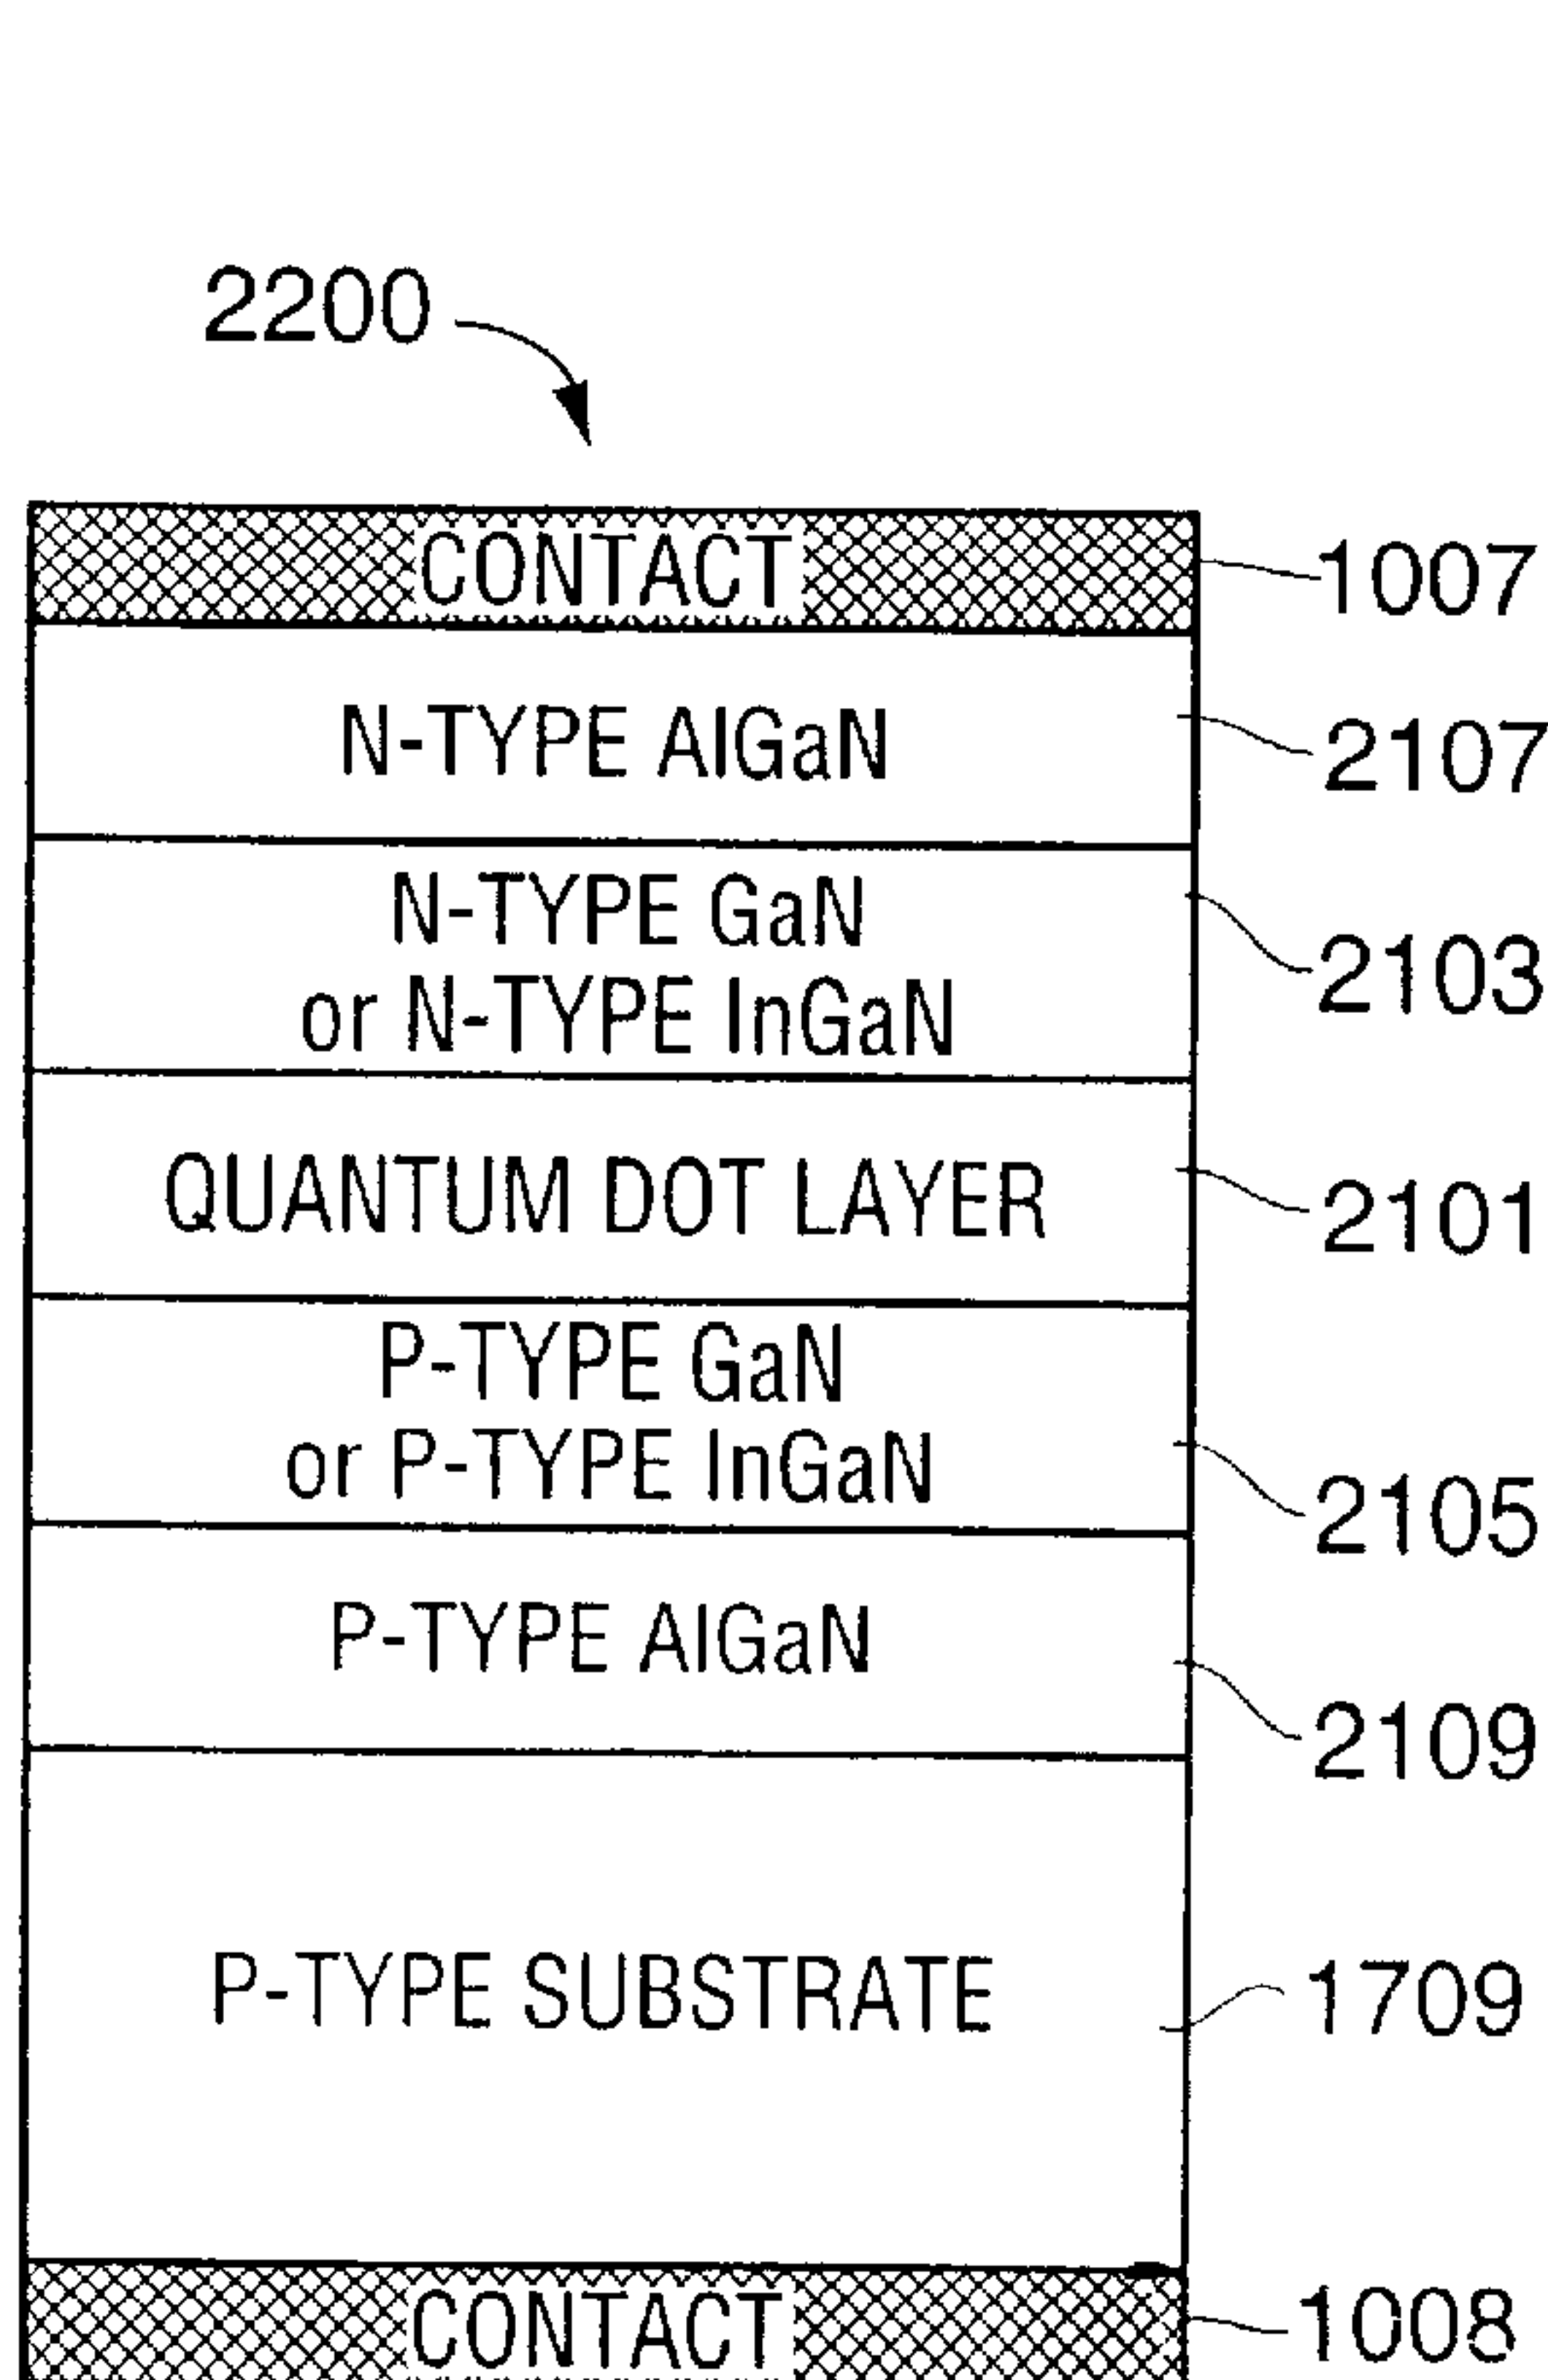 2200
CONTACT
1007
N-TYPE AlGaN
2107
N-TYPE GaN
or N-TYPE InGaN
2103
QUANTUM DOT LAYER
2101
P-TYPE GaN
or P-TYPE InGaN
2105
P-TYPE AlGaN
2109
P-TYPE SUBSTRATE
1709
CONTACT
1008